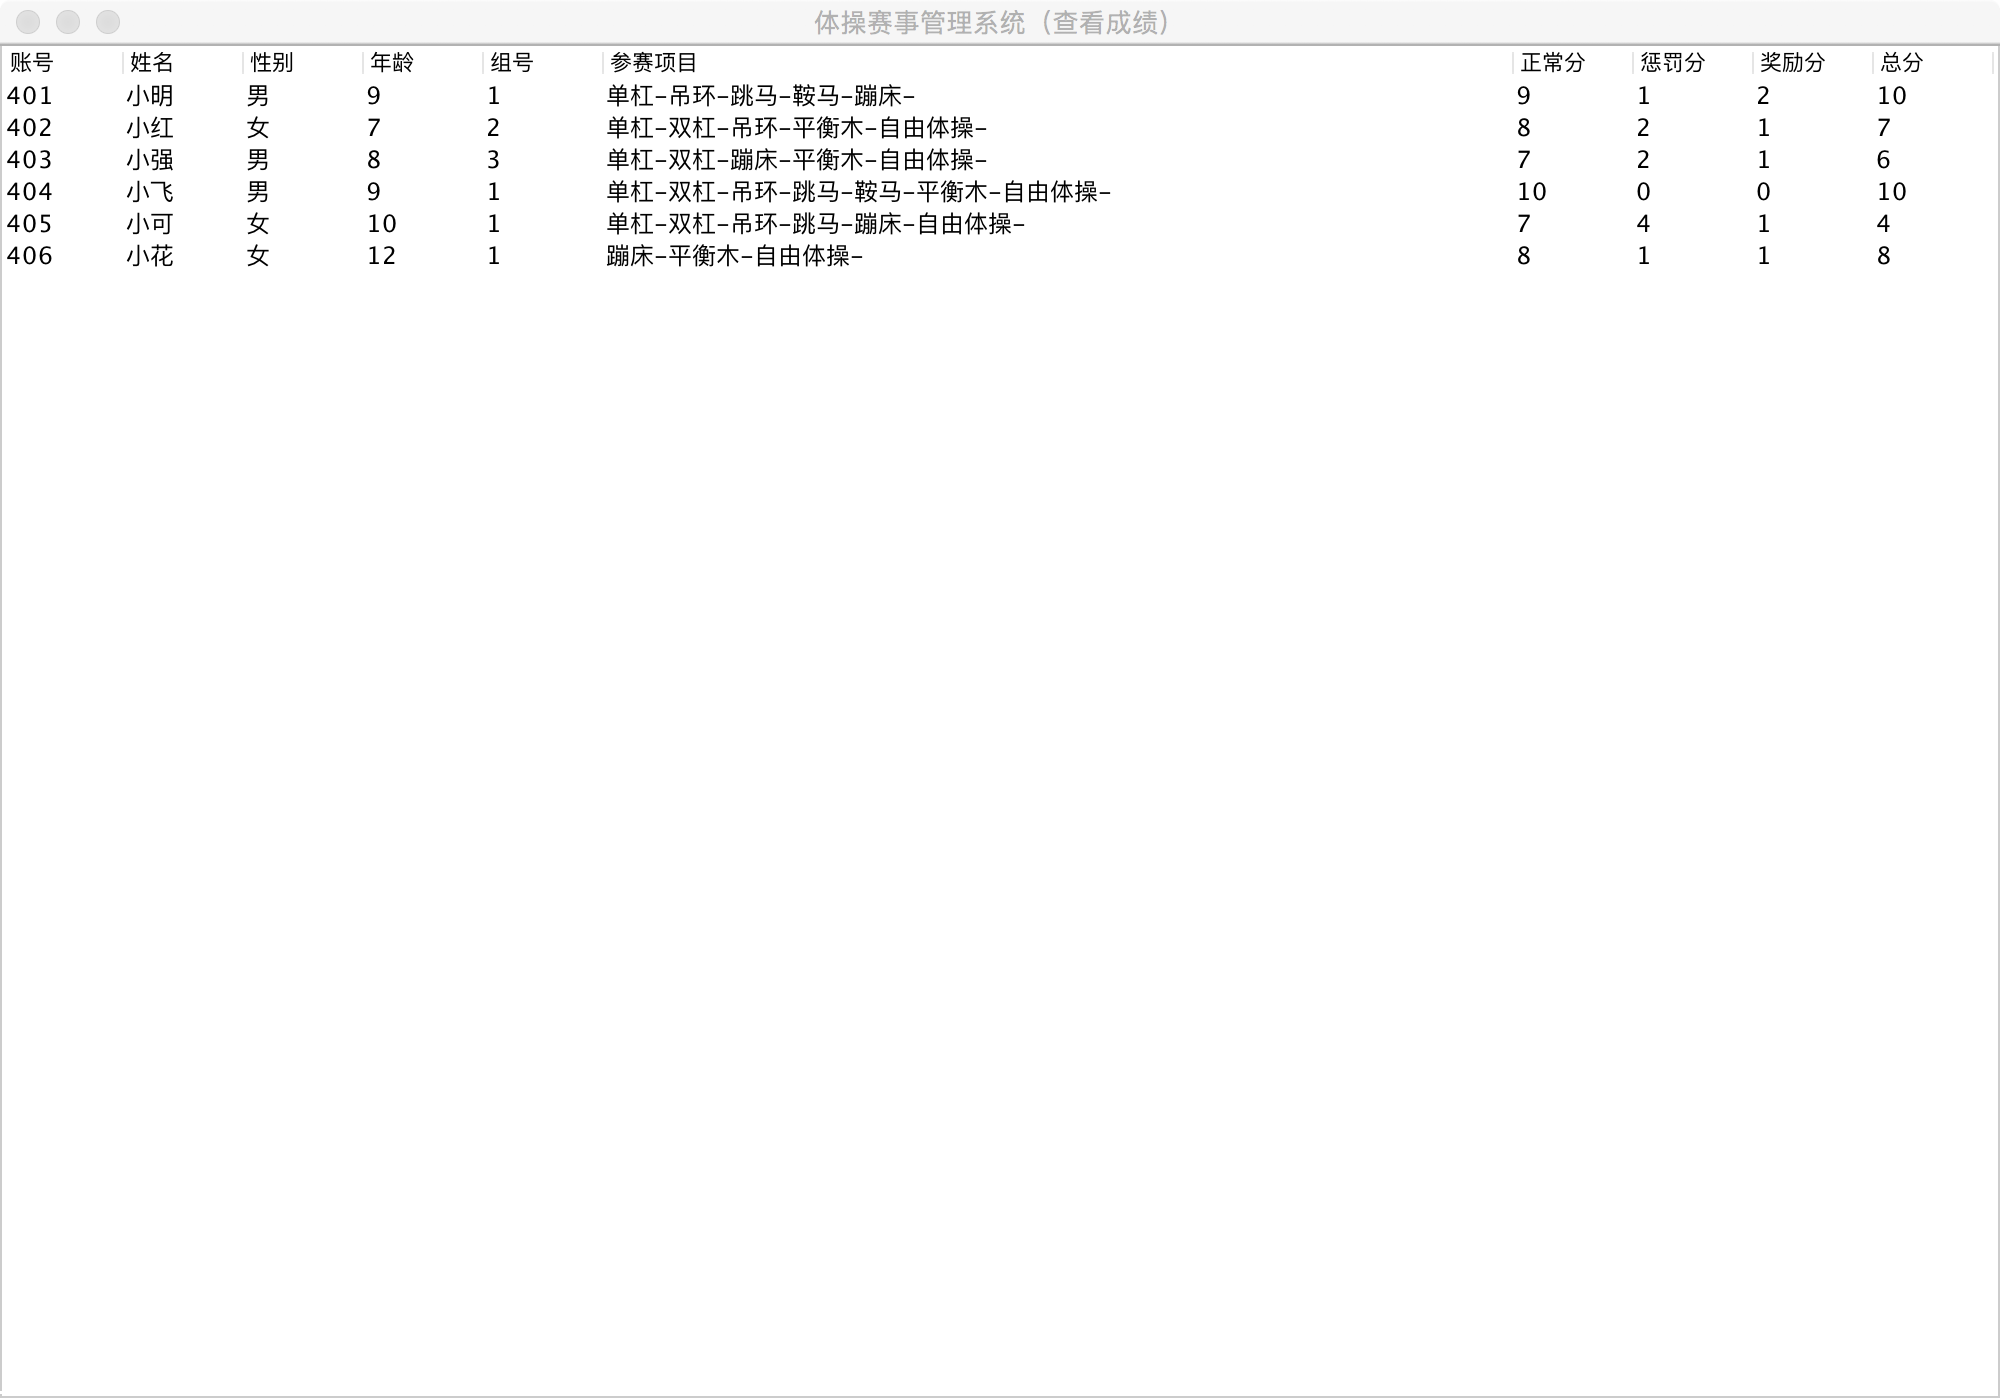 体操赛事管理系统（查看成绩）
账号 姓名 性别 年龄 组号 参赛项目 正常分 惩罚分 奖励分 总分
401 小明 男 9 1 单杠-吊环-跳马-鞍马-蹦床- 9 1 2 10
402 小红 女 7 2 单杠-双杠-吊环-平衡木-自由体操- 8 2 1 7
403 小强 男 8 3 单杠-双杠-蹦床-平衡木-自由体操- 7 2 1 6
404 小飞 男 9 1 单杠-双杠-吊环-跳马-鞍马-平衡木-自由体操- 10 0 0 10
405 小可 女 10 1 单杠-双杠-吊环-跳马-蹦床-自由体操- 7 4 1 4
406 小花 女 12 1 蹦床-平衡木-自由体操- 8 1 1 8